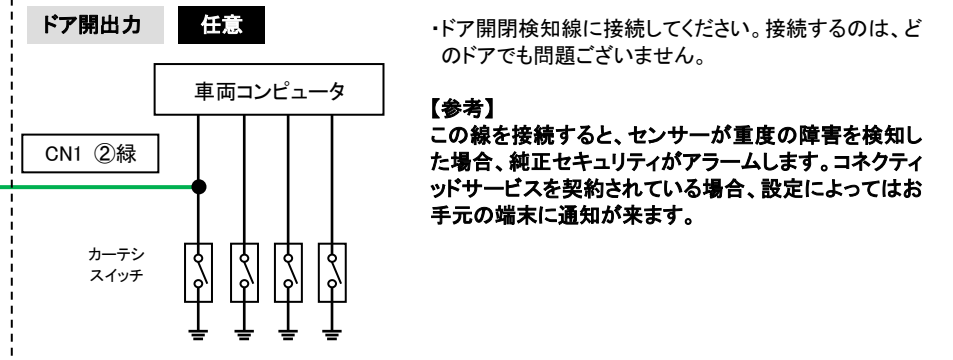 ドア開出力 任意
車両コンピュータ
CN1 ②緑
カーテシ
スイッチ
・ドア開閉検知線に接続してください。接続するのは、ど
のドアでも問題ございません。
【参考】
この線を接続すると、センサーが重度の障害を検知し
た場合、純正セキュリティがアラームします。コネクティ
ッドサービスを契約されている場合、設定によってはお
手元の端末に通知が来ます。